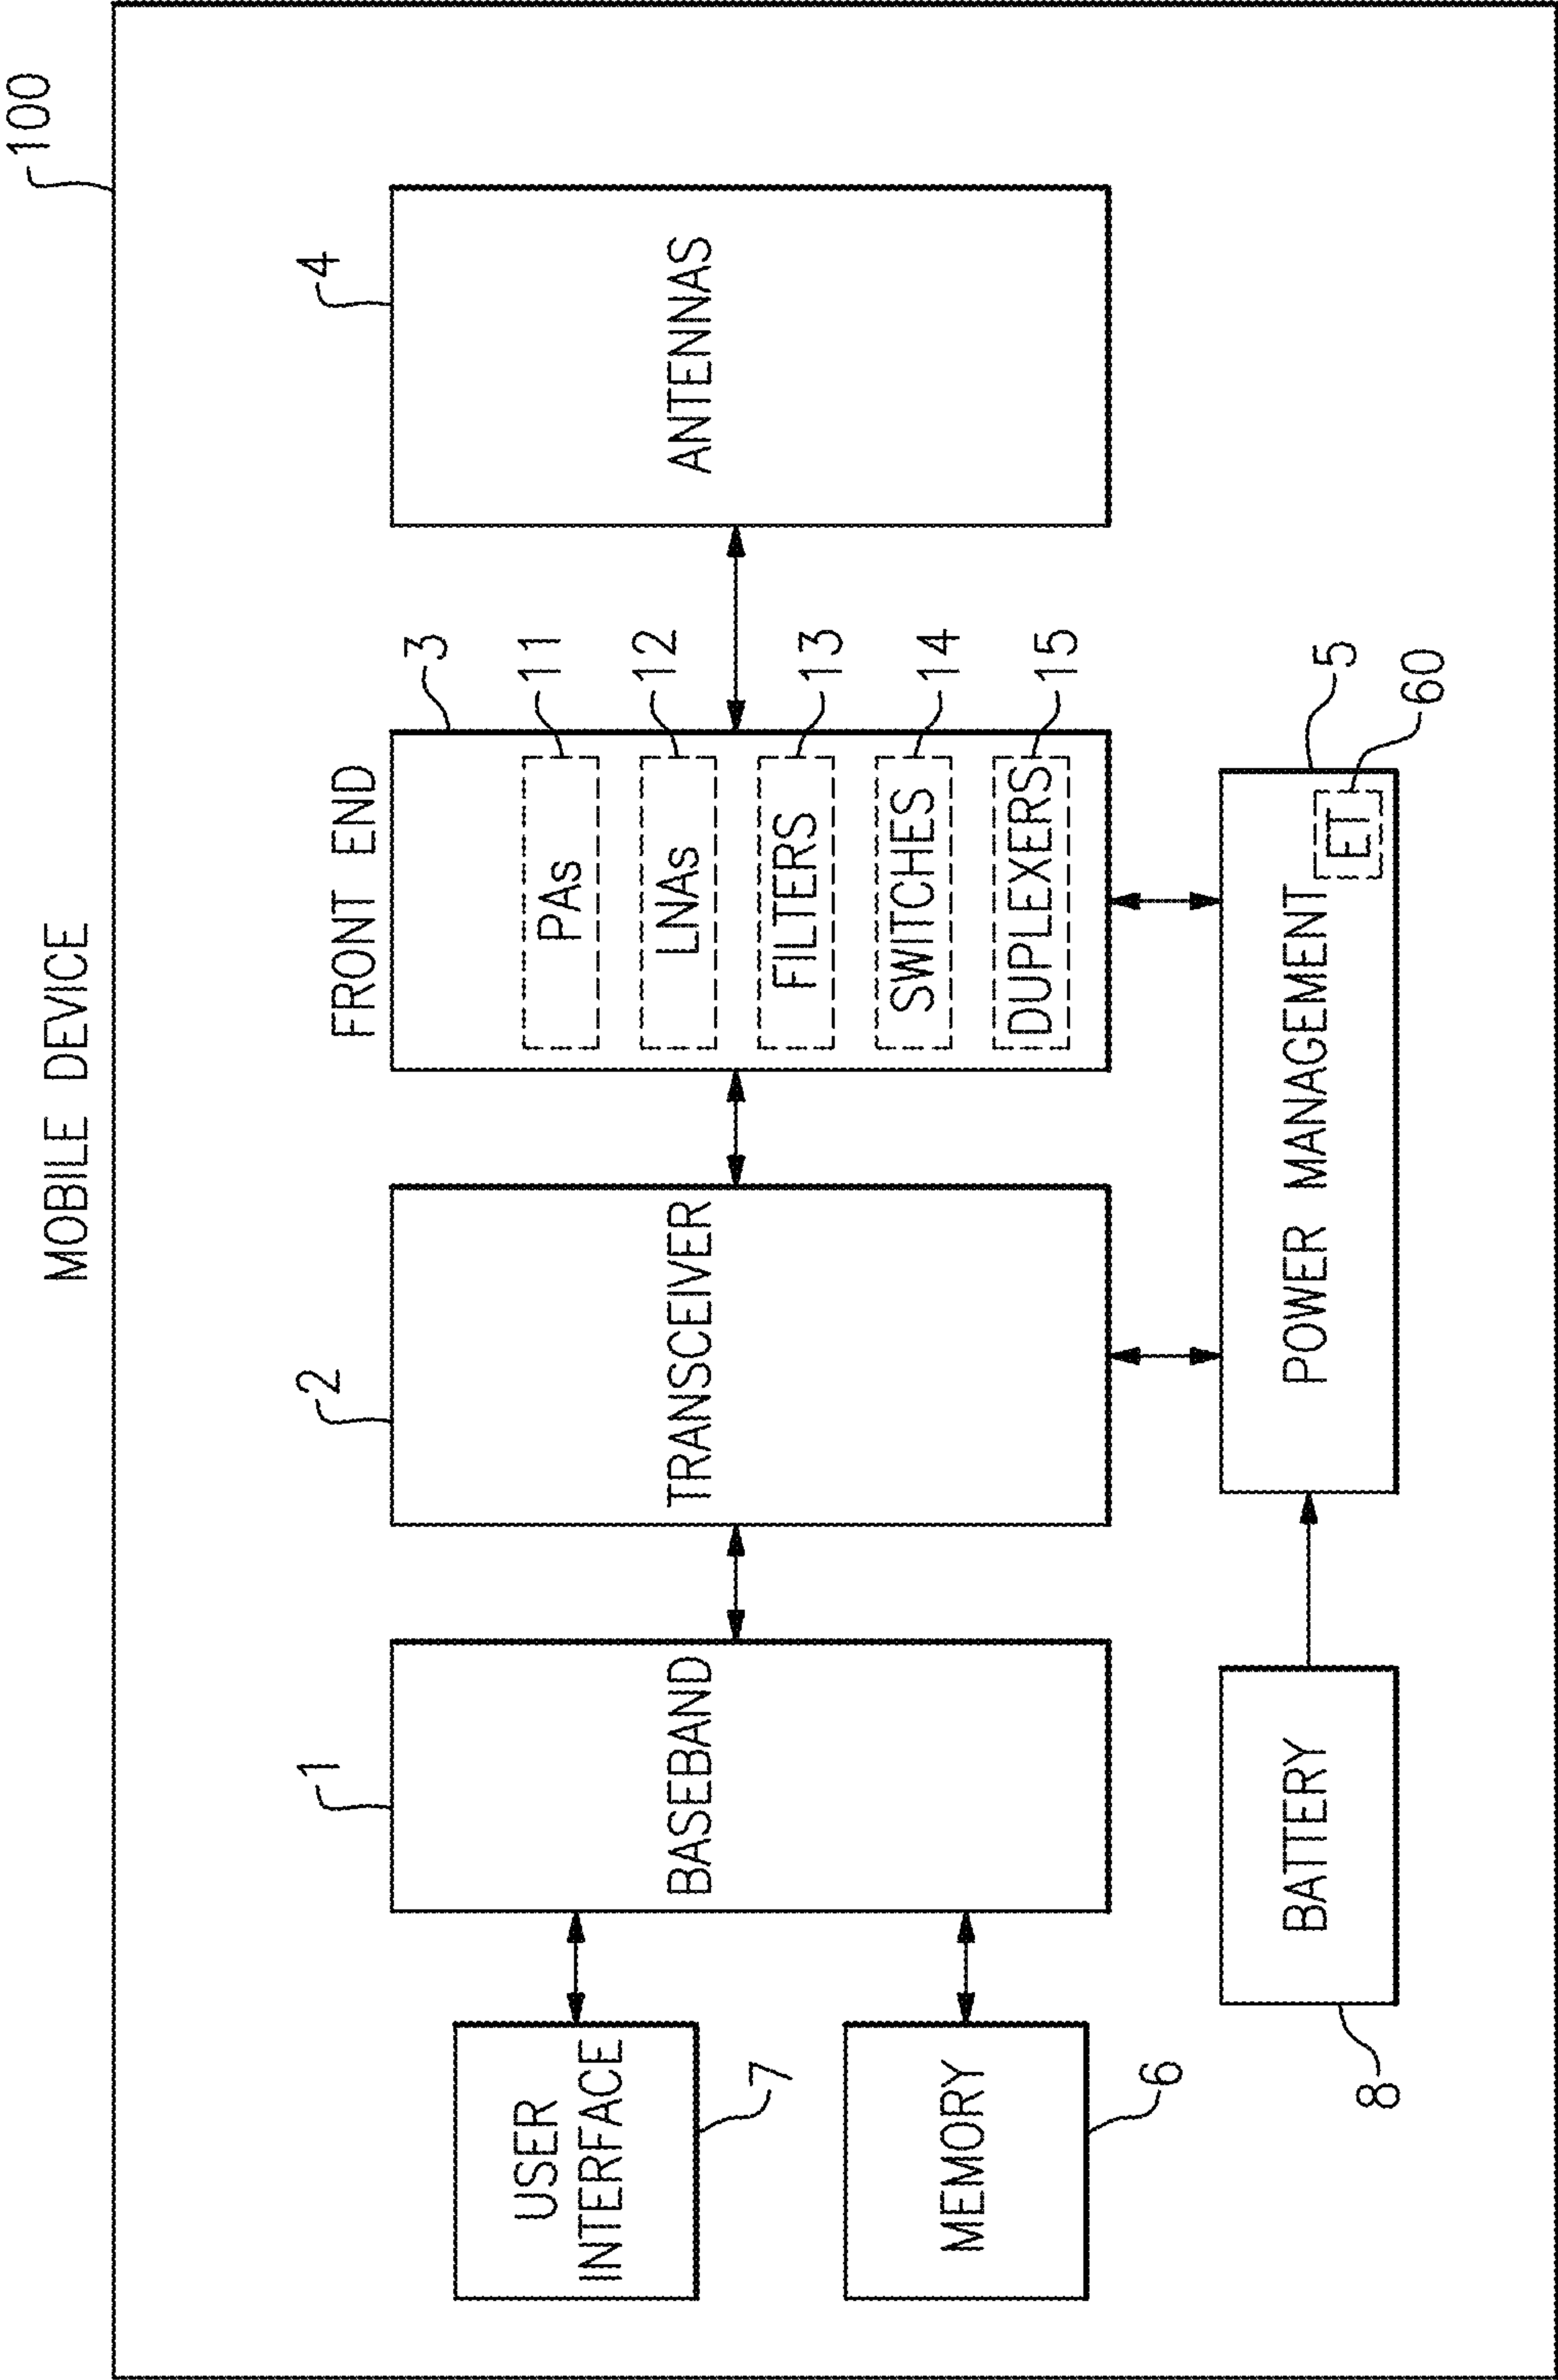 MOBILE DEVICE
100
FRONT END
1
2
3
4
USER
INTERFACE
7
BASEBAND
TRANSCEIVER
PAs
11
LNAs
12
FILTERS
13
SWITCHES
14
DUPLEXERS
15
ANTENNAS
MEMORY
6
BATTERY
8
POWER MANAGEMENT
5
ET
60